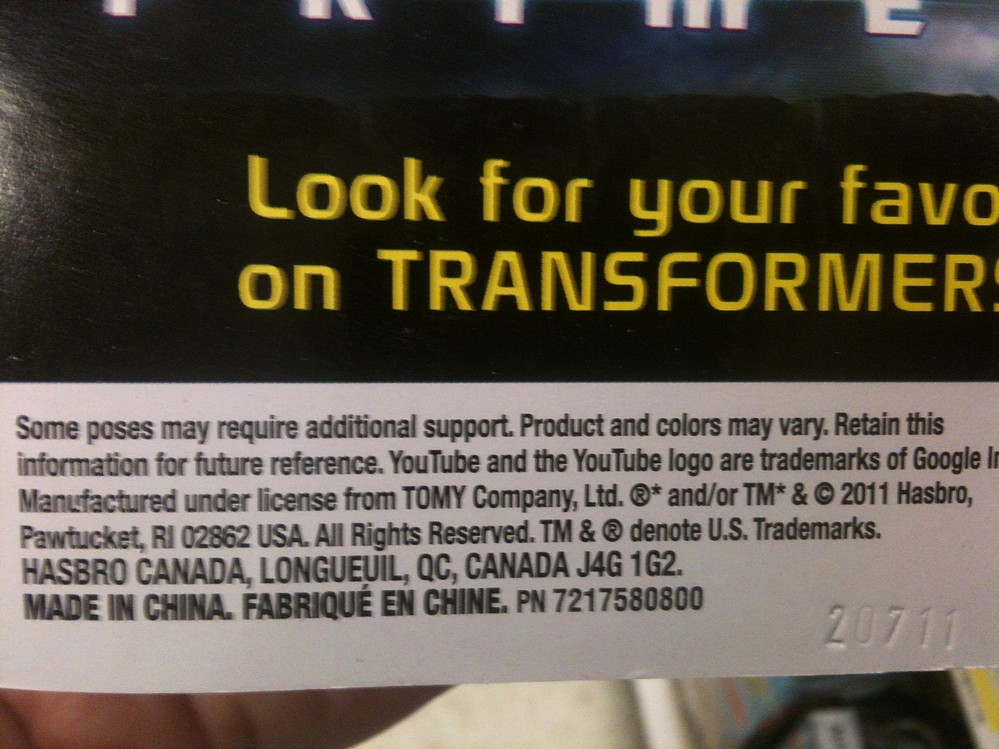 PRIME
Look for your favo
on TRANSFORMERS
Some poses may require additional support. Product and colors may vary. Retain this
information for future reference. YouTube and the YouTube logo are trademarks of Google In
Manufactured under license from TOMY Company, Ltd. ®* and/or TM* & © 2011 Hasbro,
Pawtucket, RI 02862 USA. All Rights Reserved. TM & ® denote U.S. Trademarks.
HASBRO CANADA, LONGUEUIL, QC, CANADA J4G 1G2.
MADE IN CHINA. FABRIQUÉ EN CHINE. PN 7217580800
20711